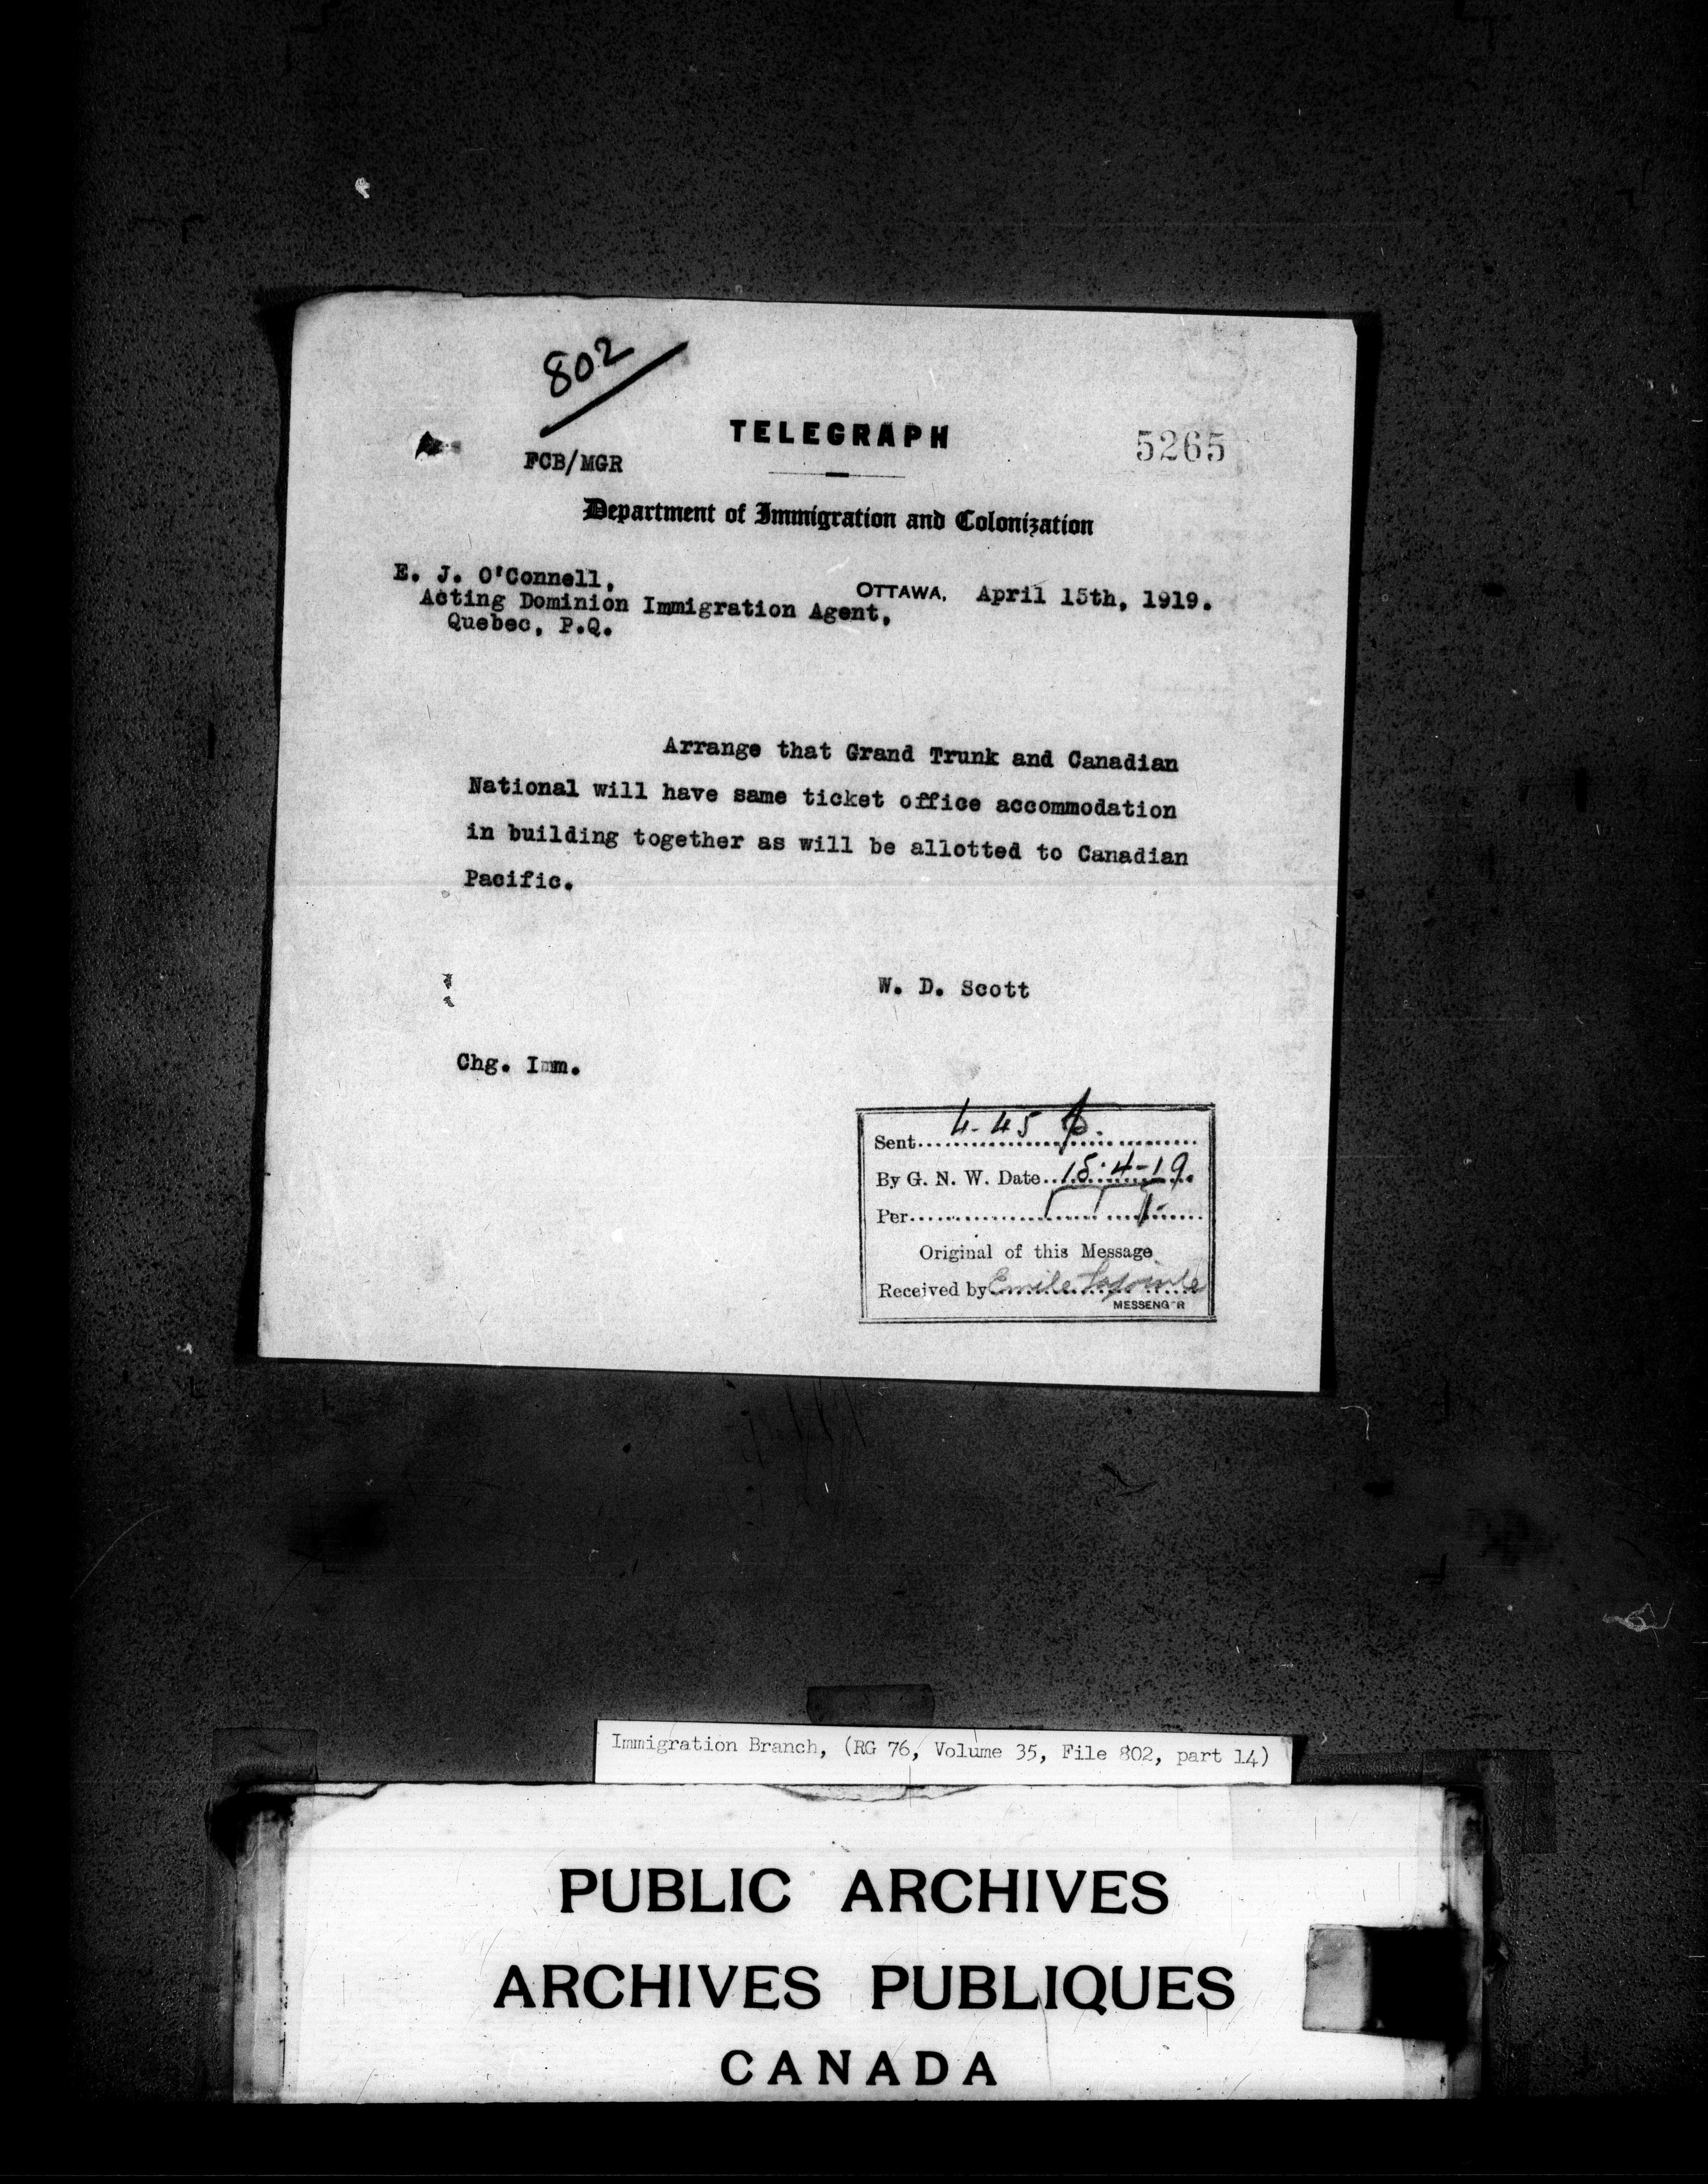 802
TELEGRAPH
5265
FCB/MGR
Department of Immigration and Colonization
E. J. O'Connell,
Acting Dominion Immigration Agent,
Quebec, P.Q.
OTTAWA, April 15th, 1919.
Arrange that Grand Trunk and Canadian
National will have same ticket office accommodation
in building together as will be allotted to Canadian
Pacific.
W. D. Scott
Chg. Imm.
Sent 4-45 p.
By G. N. W. Date 15-4-19.
Per
Original of this Message
Received by Emile Lapointe
MESSENGER
Immigration Branch, (RG 76, Volume 35, File 802, part 14)
PUBLIC ARCHIVES
ARCHIVES PUBLIQUES
CANADA